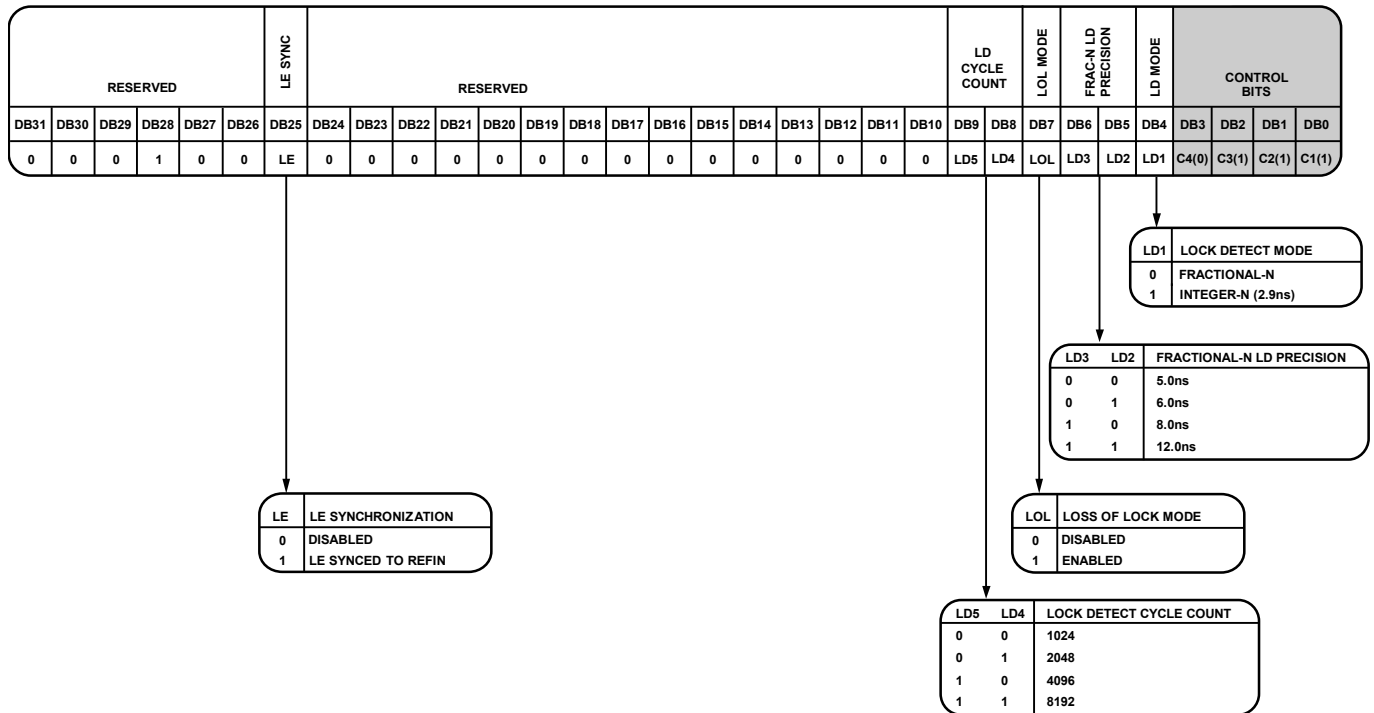 RESERVED
LE SYNC
RESERVED
LD
CYCLE
COUNT
LOL MODE
FRAC-N LD
PRECISION
LD MODE
CONTROL
BITS
DB31 DB30 DB29 DB28 DB27 DB26 DB25 DB24 DB23 DB22 DB21 DB20 DB19 DB18 DB17 DB16 DB15 DB14 DB13 DB12 DB11 DB10 DB9 DB8 DB7 DB6 DB5 DB4 DB3 DB2 DB1 DB0
0 0 0 1 0 0 LE 0 0 0 0 0 0 0 0 0 0 0 0 0 0 0 LD5 LD4 LOL LD3 LD2 LD1 C4(0) C3(1) C2(1) C1(1)
LD1 LOCK DETECT MODE
0 FRACTIONAL-N
1 INTEGER-N (2.9ns)
LD3 LD2 FRACTIONAL-N LD PRECISION
0 0 5.0ns
0 1 6.0ns
1 0 8.0ns
1 1 12.0ns
LE LE SYNCHRONIZATION
0 DISABLED
1 LE SYNCED TO REFIN
LOL LOSS OF LOCK MODE
0 DISABLED
1 ENABLED
LD5 LD4 LOCK DETECT CYCLE COUNT
0 0 1024
0 1 2048
1 0 4096
1 1 8192